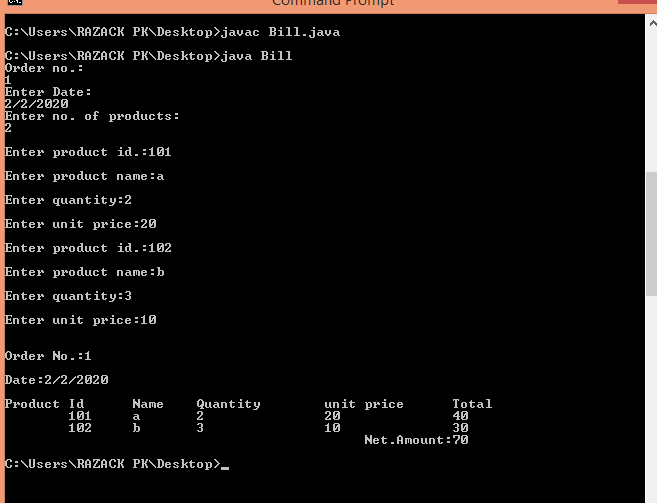 Command Prompt
C:\Users\RAZACK PK\Desktop>javac Bill.java
C:\Users\RAZACK PK\Desktop>java Bill
Order no.:
1
Enter Date:
2/2/2020
Enter no. of products:
2
Enter product id.:101
Enter product name:a
Enter quantity:2
Enter unit price:20
Enter product id.:102
Enter product name:b
Enter quantity:3
Enter unit price:10
Order No.:1
Date:2/2/2020
Product Id Name Quantity unit price Total
101 a 2 20 40
102 b 3 10 30
Net.Amount:70
C:\Users\RAZACK PK\Desktop>_